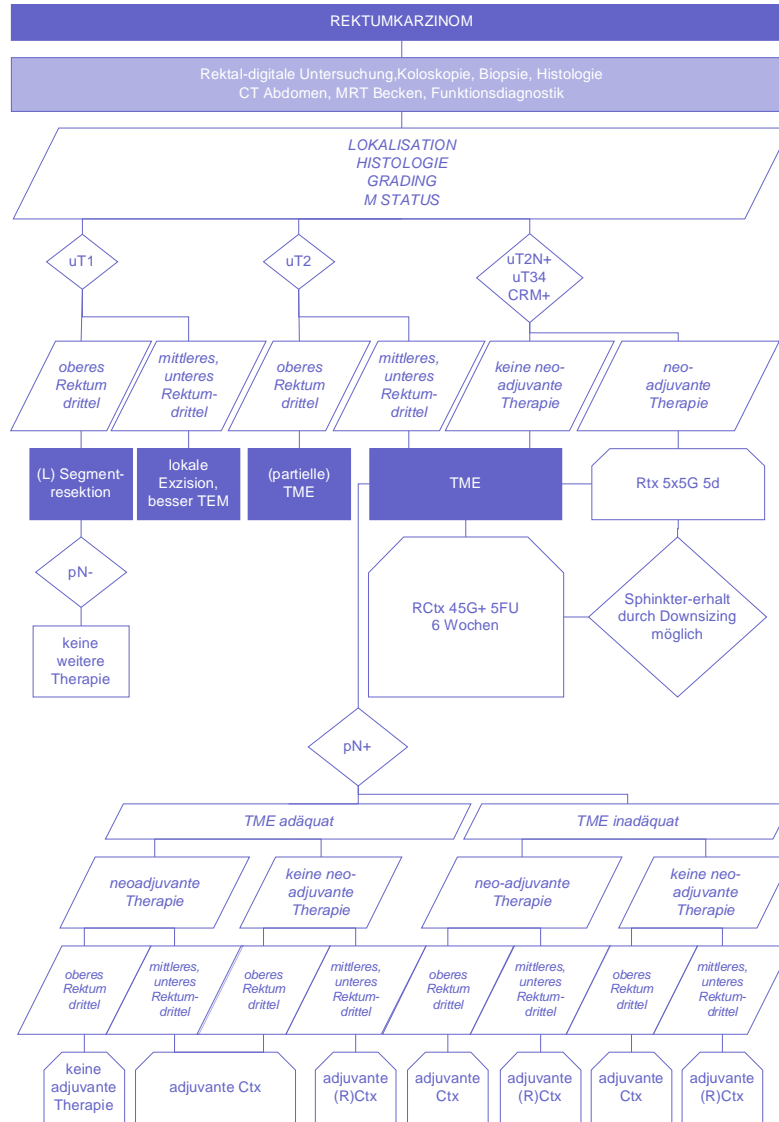 REKTUMKARZINOM
Rektal-digitale Untersuchung,Koloskopie, Biopsie, Histologie
CT Abdomen, MRT Becken, Funktionsdiagnostik
LOKALISATION
HISTOLOGIE
GRADING
M STATUS
uT1
uT2
uT2N+
uT34
CRM+
oberes
Rektum
drittel
mittleres,
unteres
Rektum-
drittel
oberes
Rektum
drittel
mittleres,
unteres
Rektum-
drittel
keine neo-
adjuvante
Therapie
neo-
adjuvante
Therapie
(L) Segment-
resektion
lokale
Exzision,
besser TEM
(partielle)
TME
TME
Rtx 5x5G 5d
pN-
RCtx 45G+ 5FU
6 Wochen
Sphinkter-erhalt
durch Downsizing
möglich
keine
weitere
Therapie
pN+
TME adäquat
TME inadäquat
neoadjuvante
Therapie
keine neo-
adjuvante
Therapie
neo-adjuvante
Therapie
keine neo-
adjuvante
Therapie
oberes
Rektum
drittel
mittleres,
unteres
Rektum-
drittel
oberes
Rektum
drittel
mittleres,
unteres
Rektum-
drittel
oberes
Rektum
drittel
mittleres,
unteres
Rektum-
drittel
oberes
Rektum
drittel
mittleres,
unteres
Rektum-
drittel
keine
adjuvante
Therapie
adjuvante Ctx
adjuvante
(R)Ctx
adjuvante
Ctx
adjuvante
(R)Ctx
adjuvante
Ctx
adjuvante
(R)Ctx